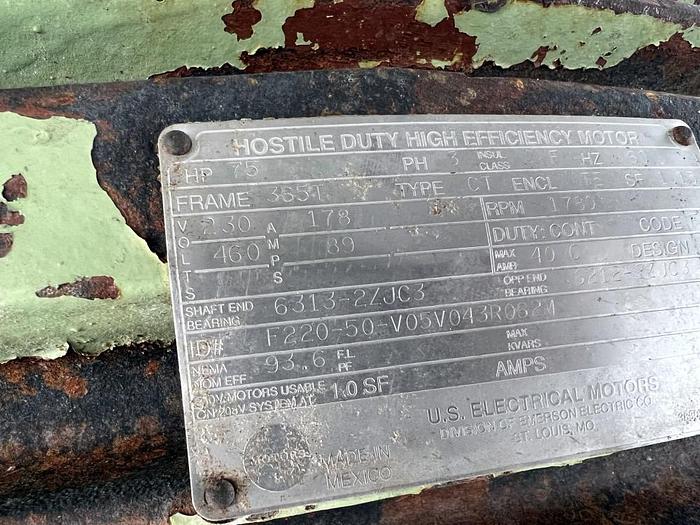 HOSTILE DUTY HIGH EFFICIENCY MOTOR
HP 75 PH 3 INSUL CLASS F HZ
FRAME TYPE CT ENCL TE SF
VOLTS 230 AMPS 178 RPM 1780
460 89 DUTY: CONT CODE
MAX AMB 40 C DESIGN
SHAFT END BEARING 6313-2ZJC3 OPP END BEARING
ID# F220-50-V05V043R062M
NEMA NOM EFF 93.6 F.L. PF MAX KVARS
MOTORS USABLE ON 208V SYSTEM AT 1.0 SF AMPS
U.S. ELECTRICAL MOTORS
DIVISION OF EMERSON ELECTRIC CO.
ST. LOUIS, MO.
MADE IN
MEXICO